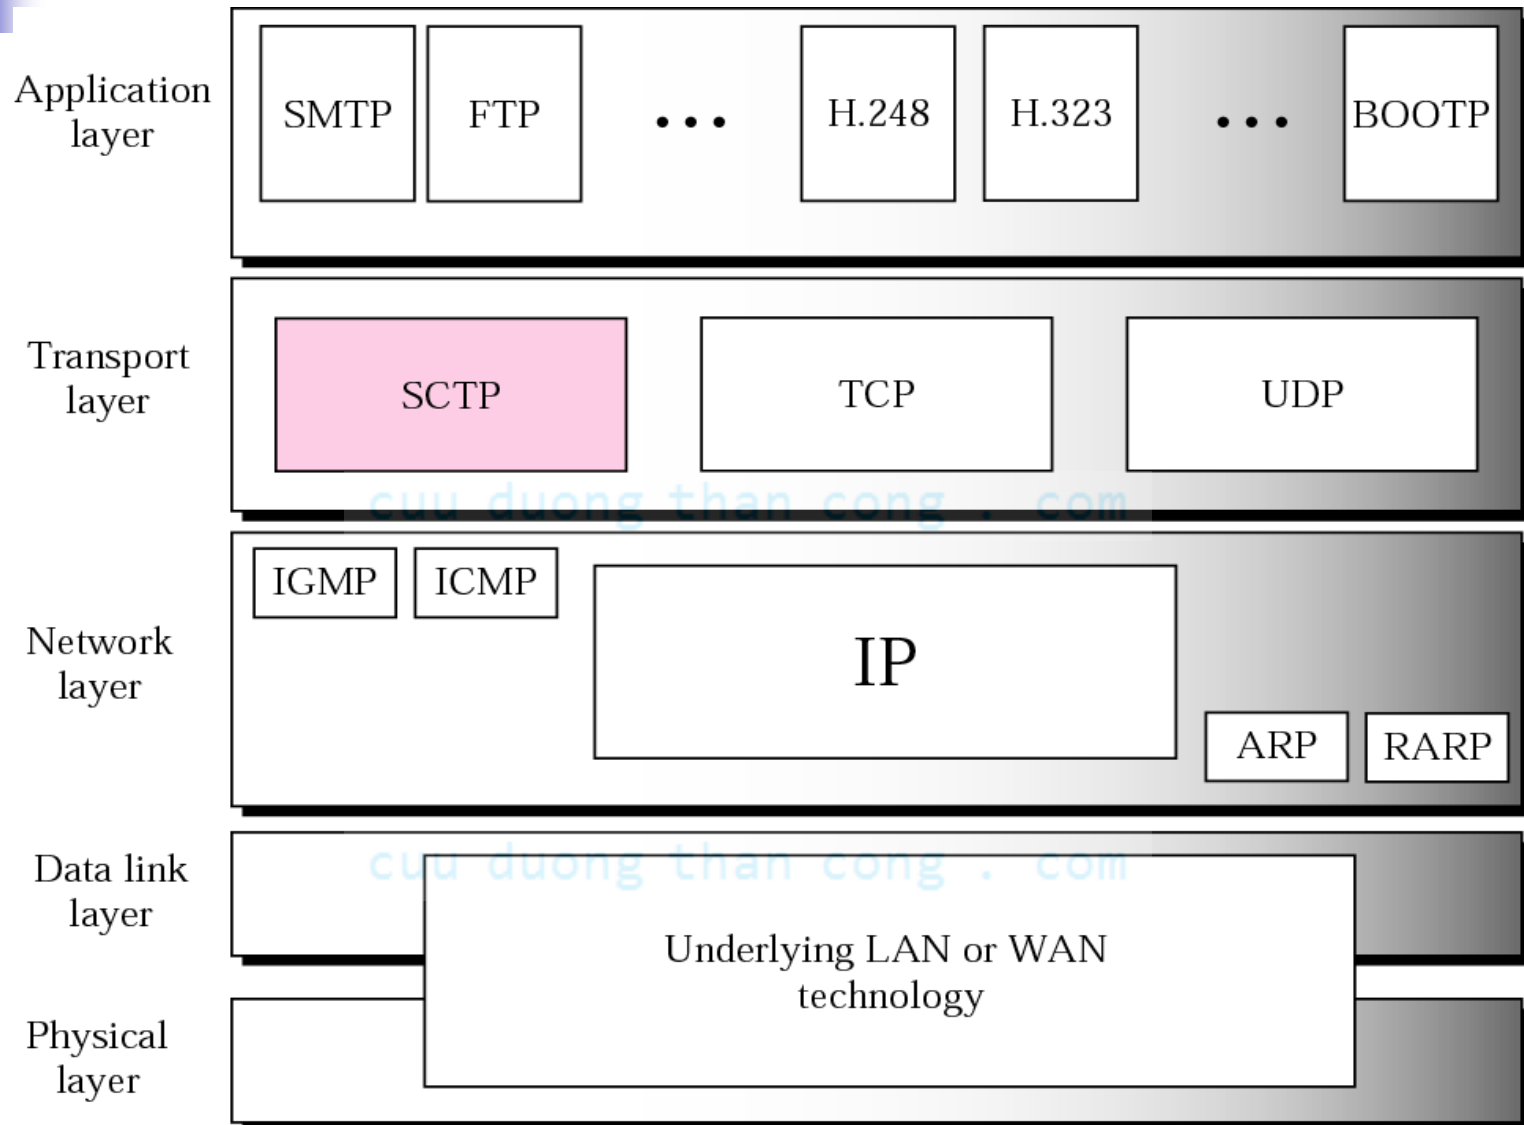 Application
layer
SMTP
FTP
...
H.248
H.323
...
BOOTP
Transport
layer
SCTP
TCP
UDP
cuu duong than cong . com
Network
layer
IGMP
ICMP
IP
ARP
RARP
Data link
layer
cuu duong than cong . com
Underlying LAN or WAN
technology
Physical
layer